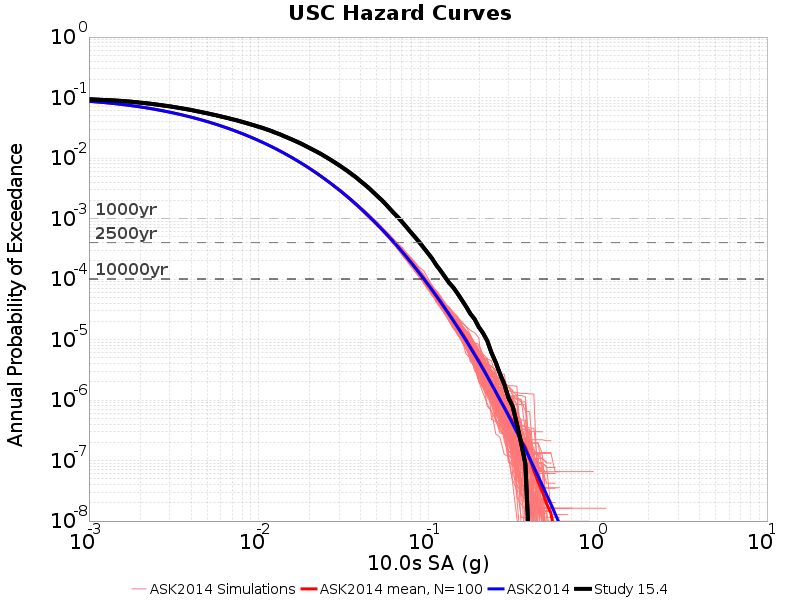 USC Hazard Curves
Annual Probability of Exceedance
10^0
10^-1
10^-2
10^-3
10^-4
10^-5
10^-6
10^-7
10^-8
1000yr
2500yr
10000yr
10^-3 10^-2 10^-1 10^0 10^1
10.0s SA (g)
ASK2014 Simulations ASK2014 mean, N=100 ASK2014 Study 15.4